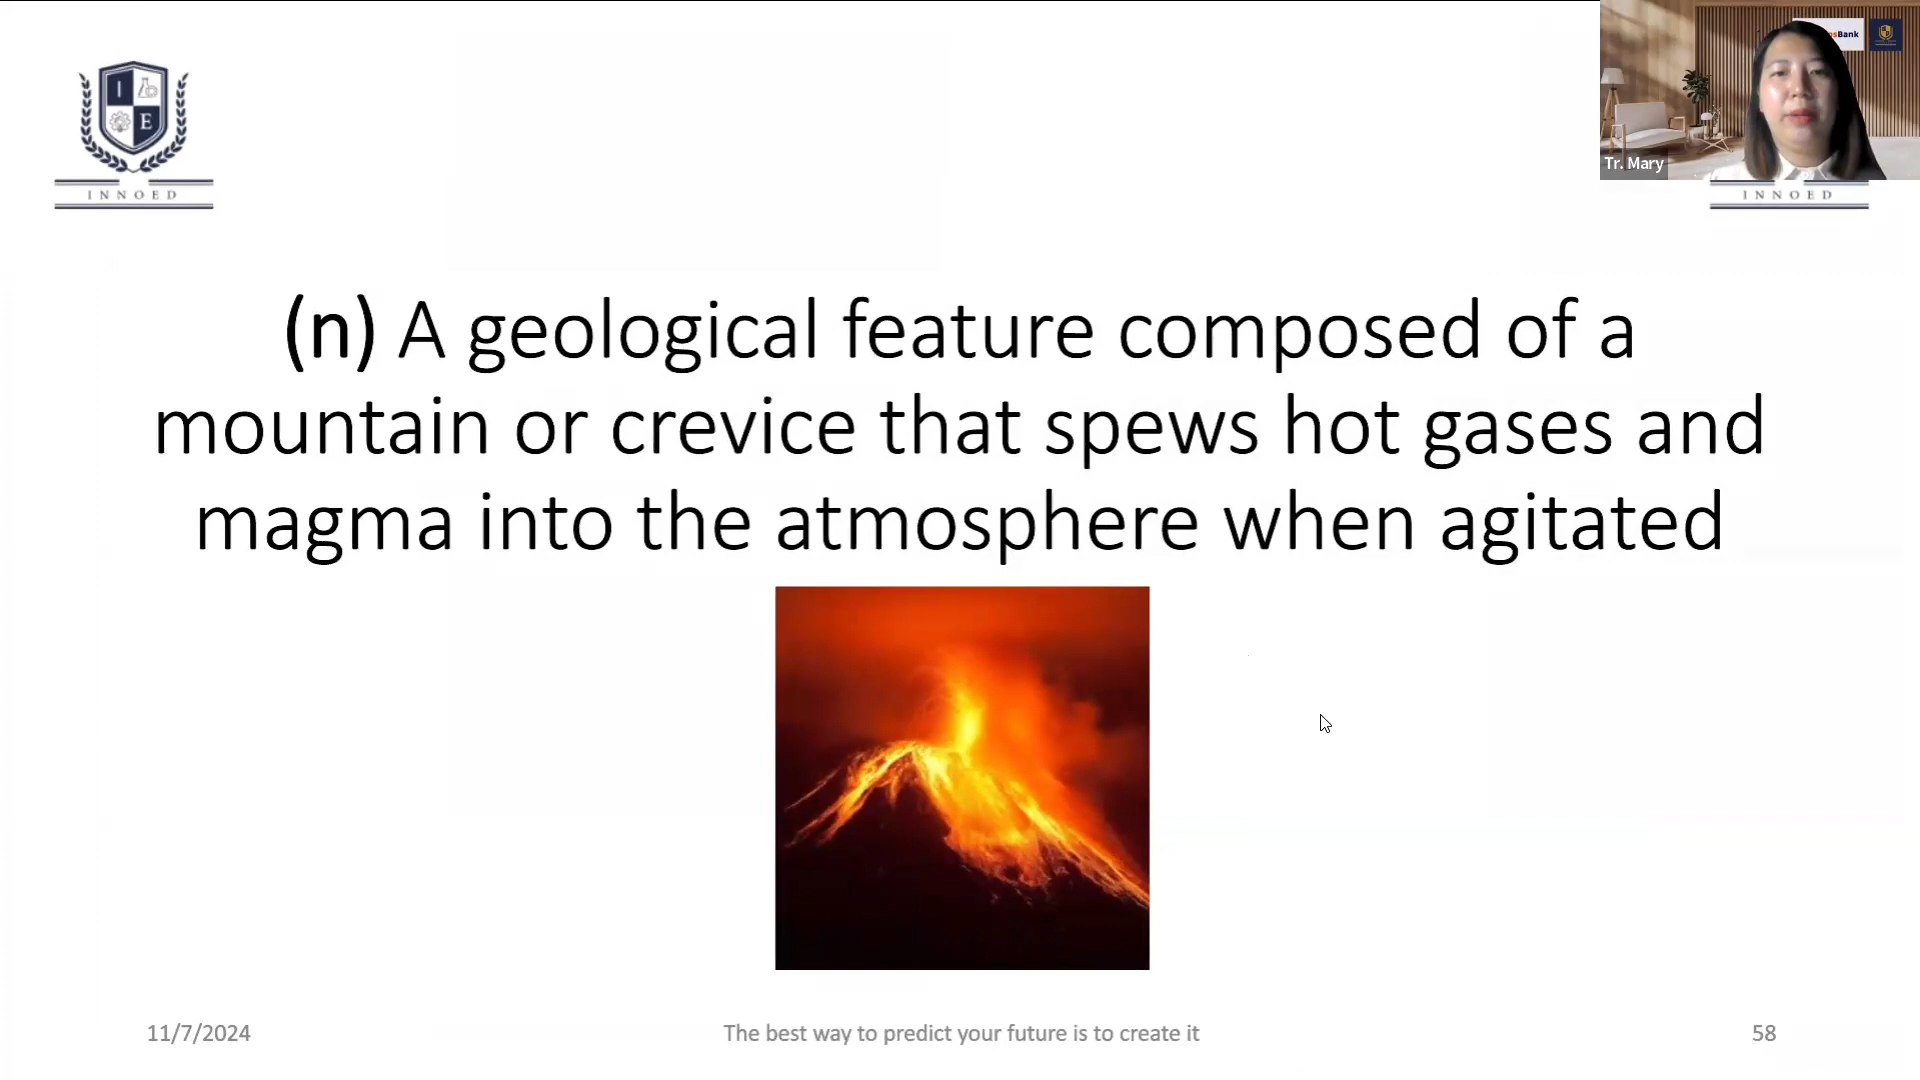 I
E
INNOED
sBank
Tr. Mary
INNOED
(n) A geological feature composed of a
mountain or crevice that spews hot gases and
magma into the atmosphere when agitated
11/7/2024
The best way to predict your future is to create it
58